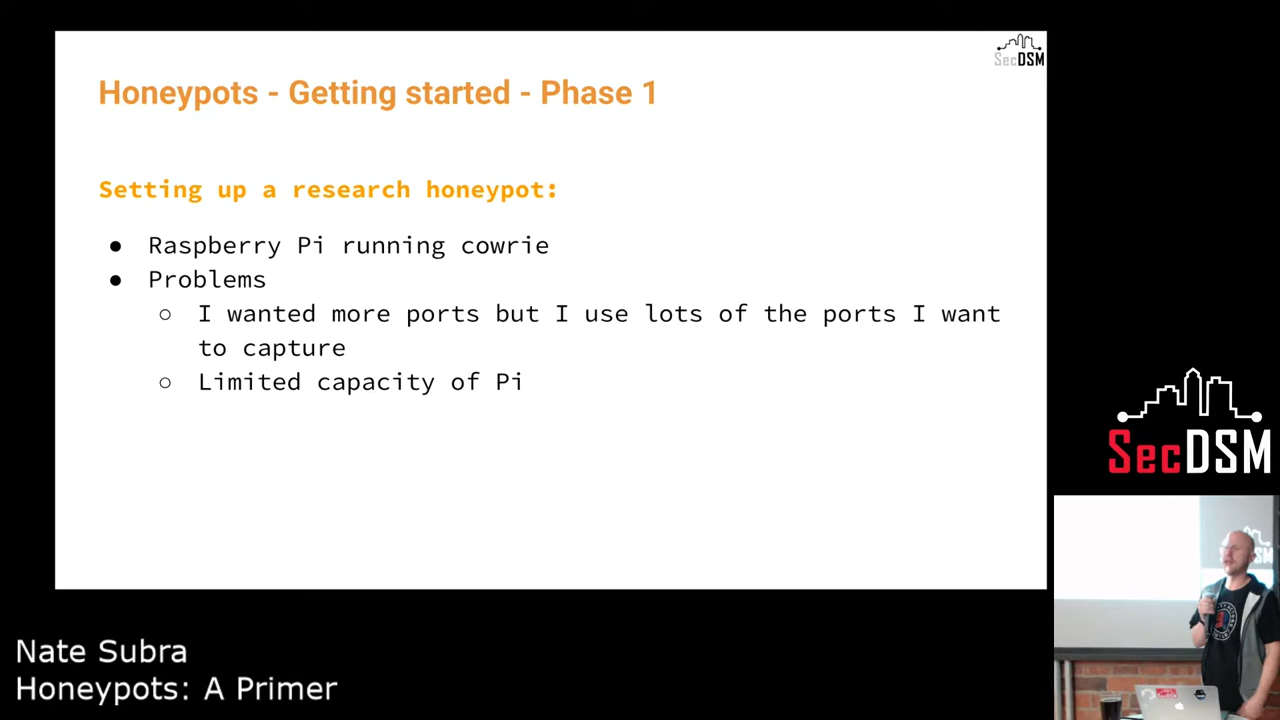 SecDSM
Honeypots - Getting started - Phase 1
Setting up a research honeypot:
● Raspberry Pi running cowrie
● Problems
○ I wanted more ports but I use lots of the ports I want
to capture
○ Limited capacity of Pi
SecDSM
Nate Subra
Honeypots: A Primer